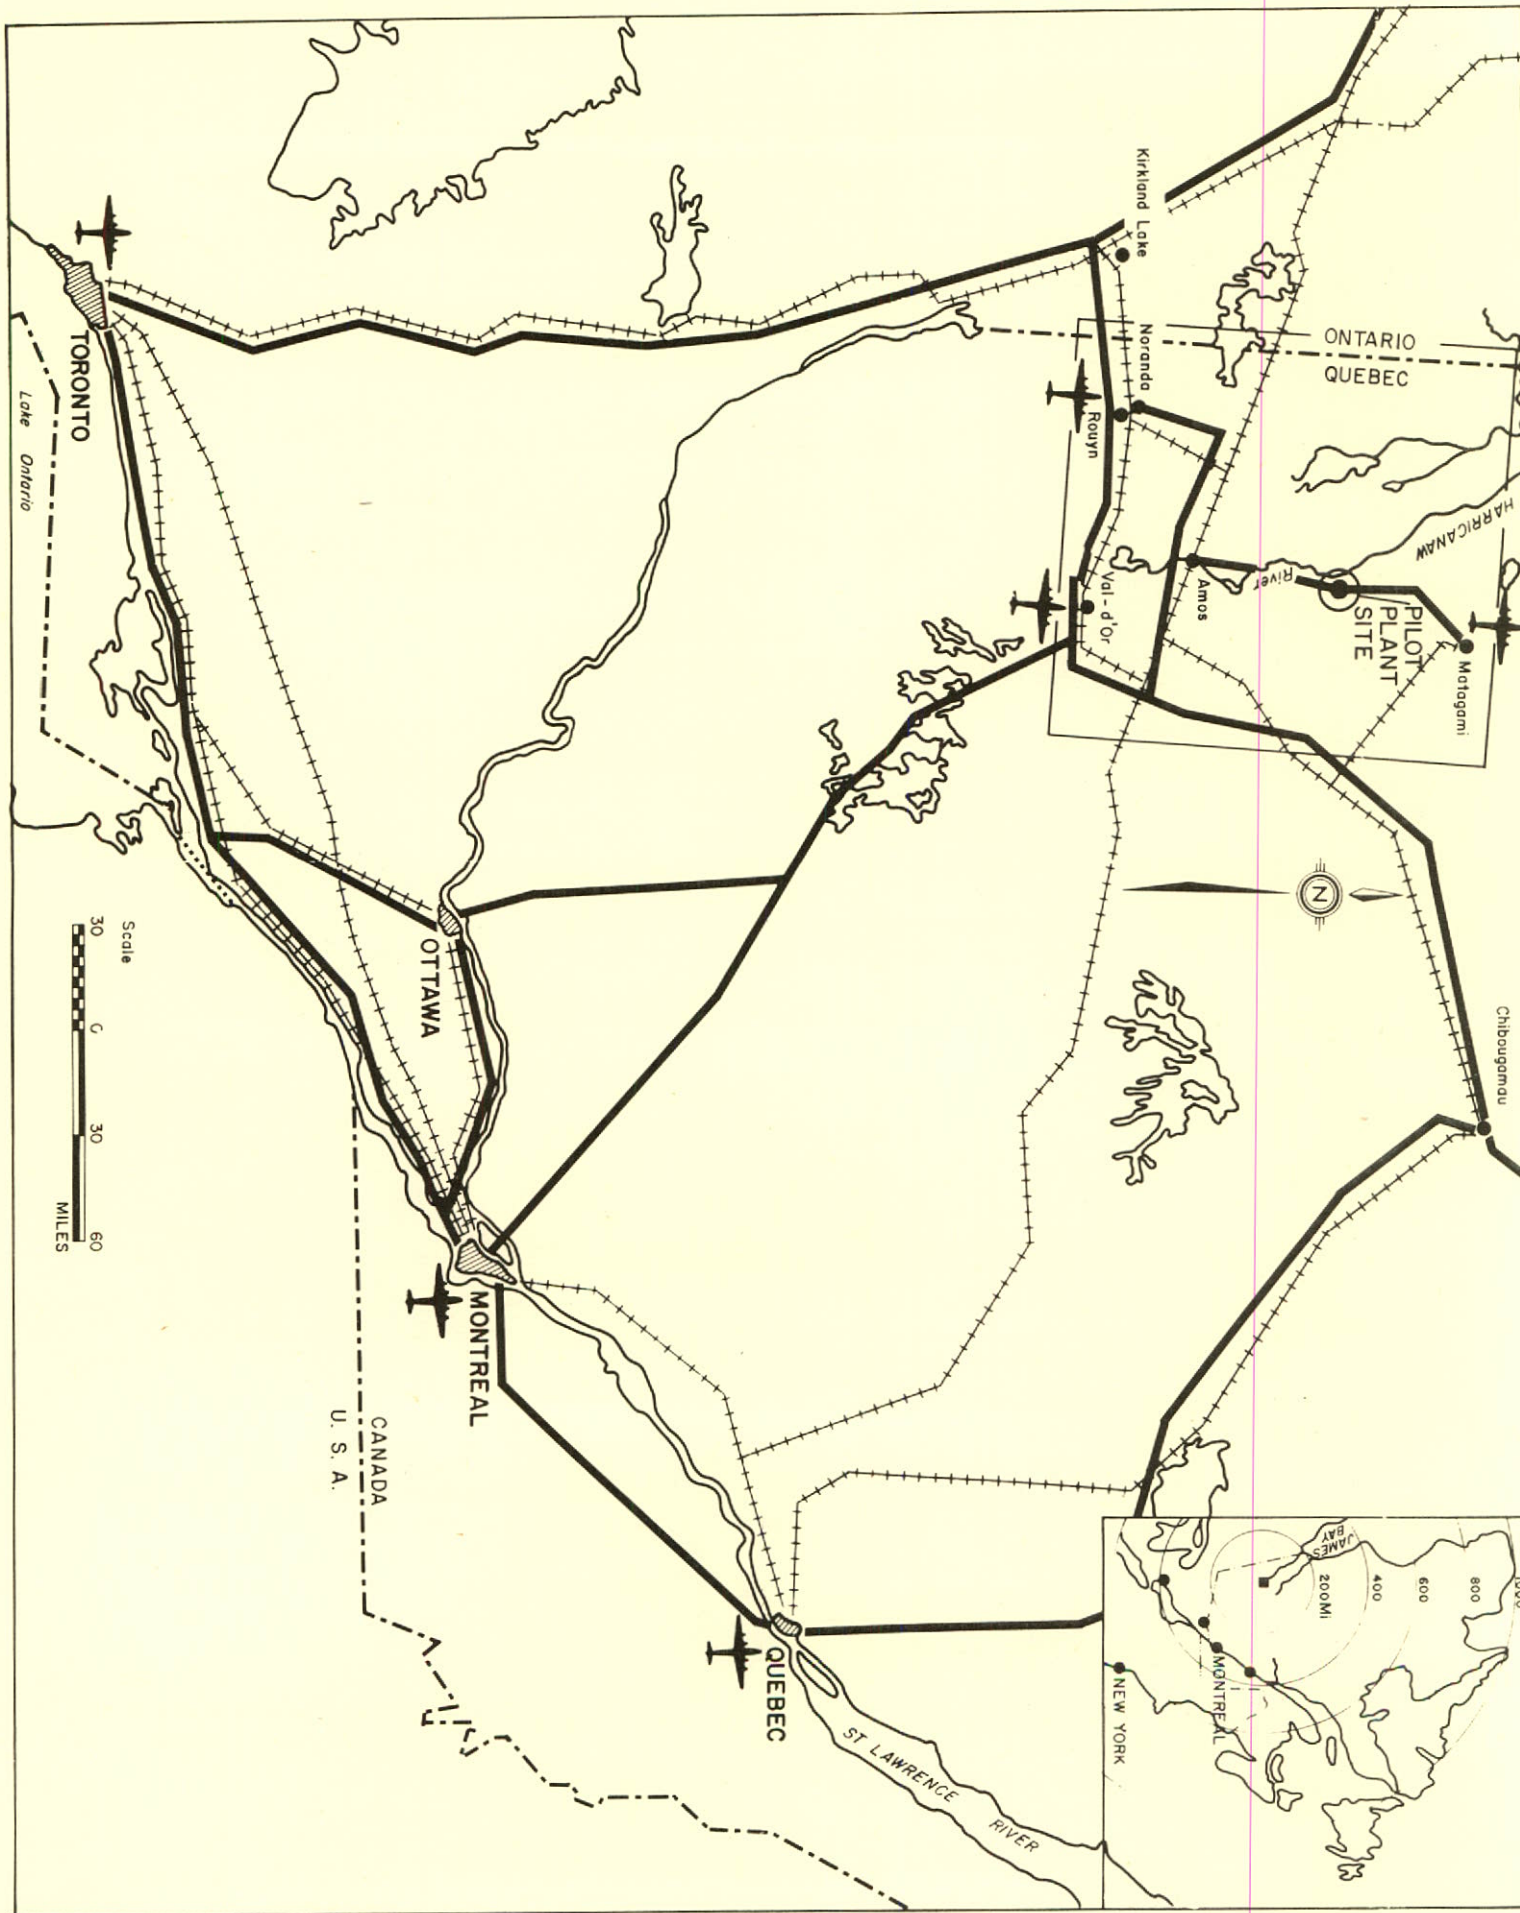 Chibougamau
Matagami
HARRICANAW
River
PILOT
PLANT
SITE
ONTARIO
QUEBEC
Amos
Kirkland Lake
Noranda
Rouyn
Val-d'Or
N
JAMES
BAY
200Mi
400
600
800
MONTREAL
NEW YORK
ST LAWRENCE RIVER
QUEBEC
OTTAWA
MONTREAL
CANADA
U. S. A.
TORONTO
Lake Ontario
Scale
30 0 30 60
MILES